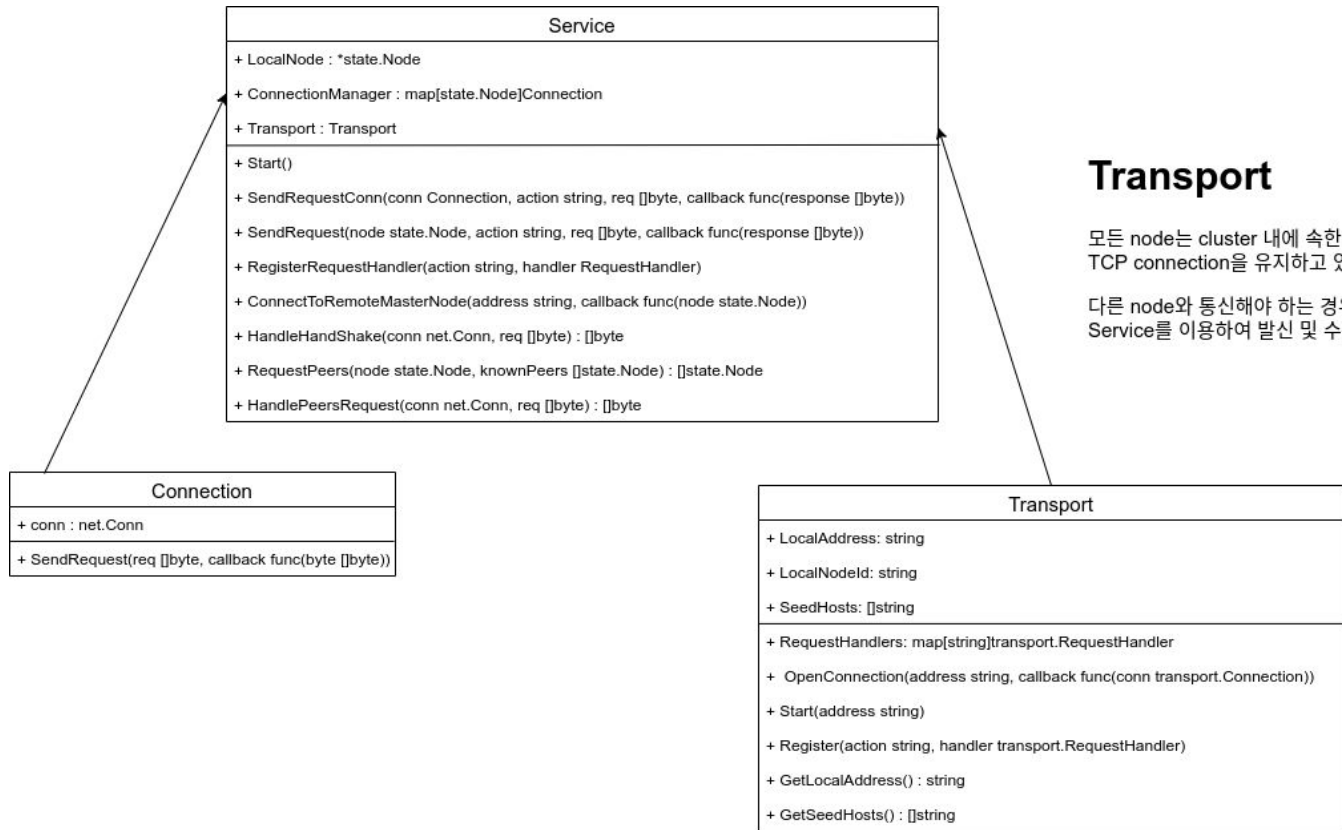 Service
+ LocalNode : *state.Node
+ ConnectionManager : map[state.Node]Connection
+ Transport : Transport
+ Start()
+ SendRequestConn(conn Connection, action string, req []byte, callback func(response []byte))
+ SendRequest(node state.Node, action string, req []byte, callback func(response []byte))
+ RegisterRequestHandler(action string, handler RequestHandler)
+ ConnectToRemoteMasterNode(address string, callback func(node state.Node))
+ HandleHandShake(conn net.Conn, req []byte) : []byte
+ RequestPeers(node state.Node, knownPeers []state.Node) : []state.Node
+ HandlePeersRequest(conn net.Conn, req []byte) : []byte
Transport
모든 node는 cluster 내에 속한
TCP connection을 유지하고
다른 node와 통신해야 하는
Service를 이용하여 발신 및
Connection
+ conn : net.Conn
+ SendRequest(req []byte, callback func(byte []byte))
Transport
+ LocalAddress: string
+ LocalNodeId: string
+ SeedHosts: []string
+ RequestHandlers: map[string]transport.RequestHandler
+ OpenConnection(address string, callback func(conn transport.Connection))
+ Start(address string)
+ Register(action string, handler transport.RequestHandler)
+ GetLocalAddress() : string
+ GetSeedHosts() : []string